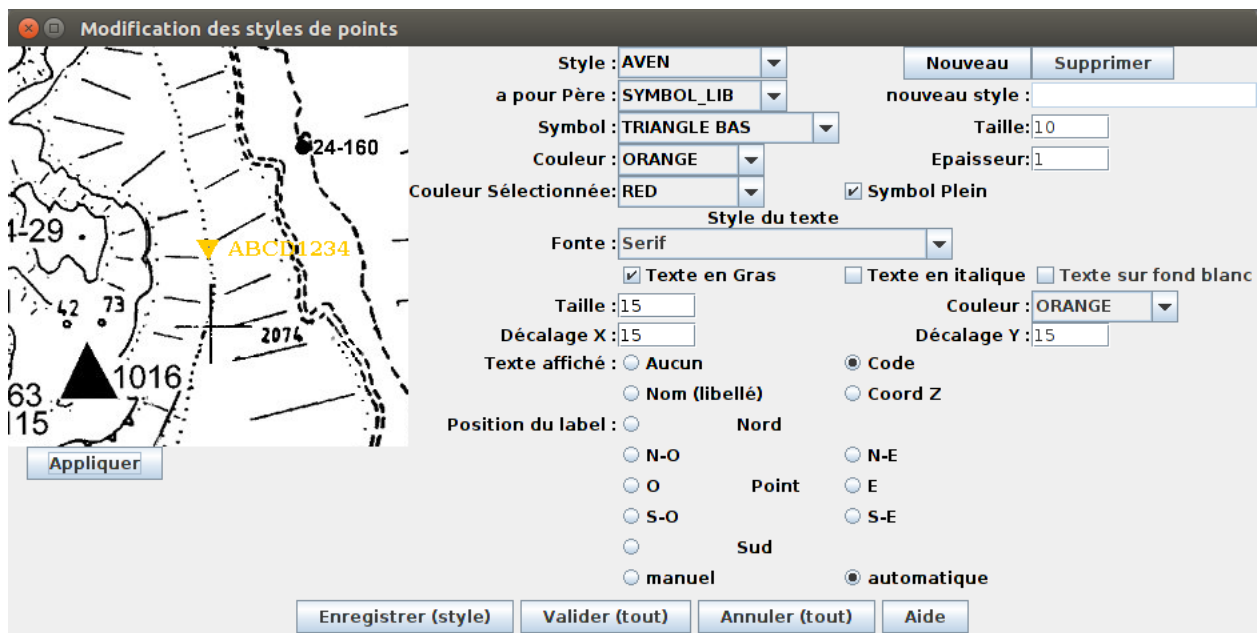 Modification des styles de points
Style : AVEN Nouveau Supprimer
a pour Père : SYMBOL_LIB nouveau style :
Symbol : TRIANGLE BAS Taille: 10
Couleur : ORANGE Epaisseur: 1
Couleur Sélectionnée: RED Symbol Plein
Style du texte
Fonte : Serif
Texte en Gras Texte en italique Texte sur fond blanc
Taille : 15 Couleur : ORANGE
Décalage X : 15 Décalage Y : 15
Texte affiché : Aucun Code
Nom (libellé) Coord Z
Position du label : Nord
N-O N-E
O Point E
S-O S-E
Sud
manuel automatique
24-160
4-29
ABCD1234
42 73
2074
1016
63
115
Appliquer
Enregistrer (style) Valider (tout) Annuler (tout) Aide